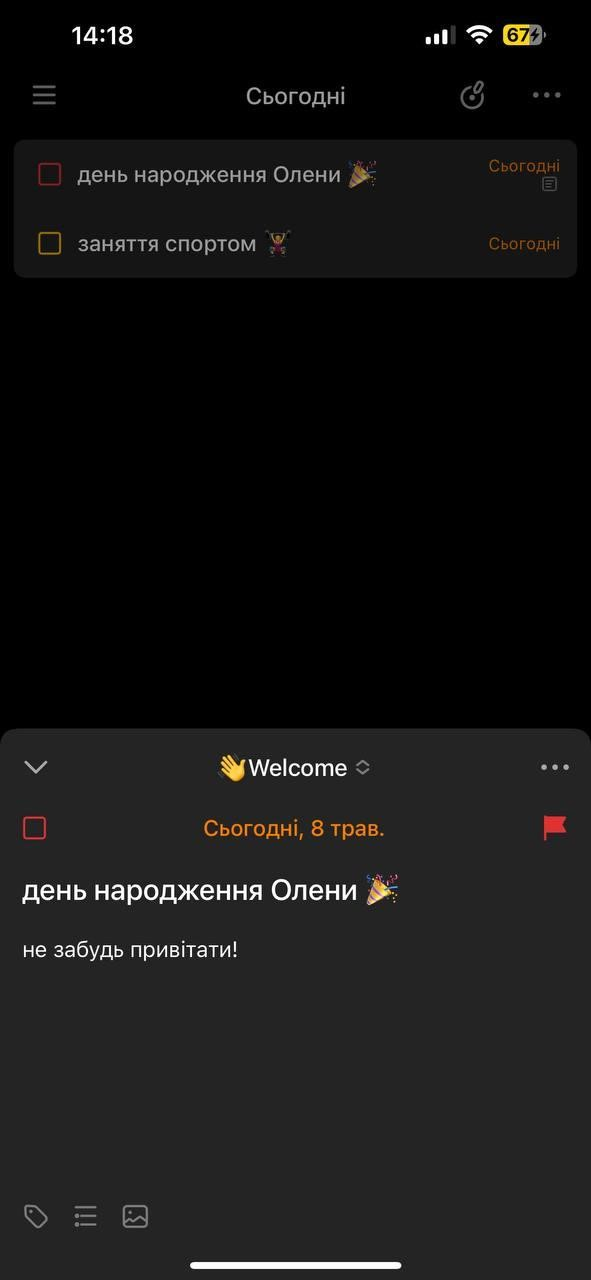 14:18
67
Сьогодні
день народження Олени 🎉
Сьогодні
заняття спортом 🏋️‍♀️
Сьогодні
👋Welcome
Сьогодні, 8 трав.
день народження Олени 🎉
не забудь привітати!